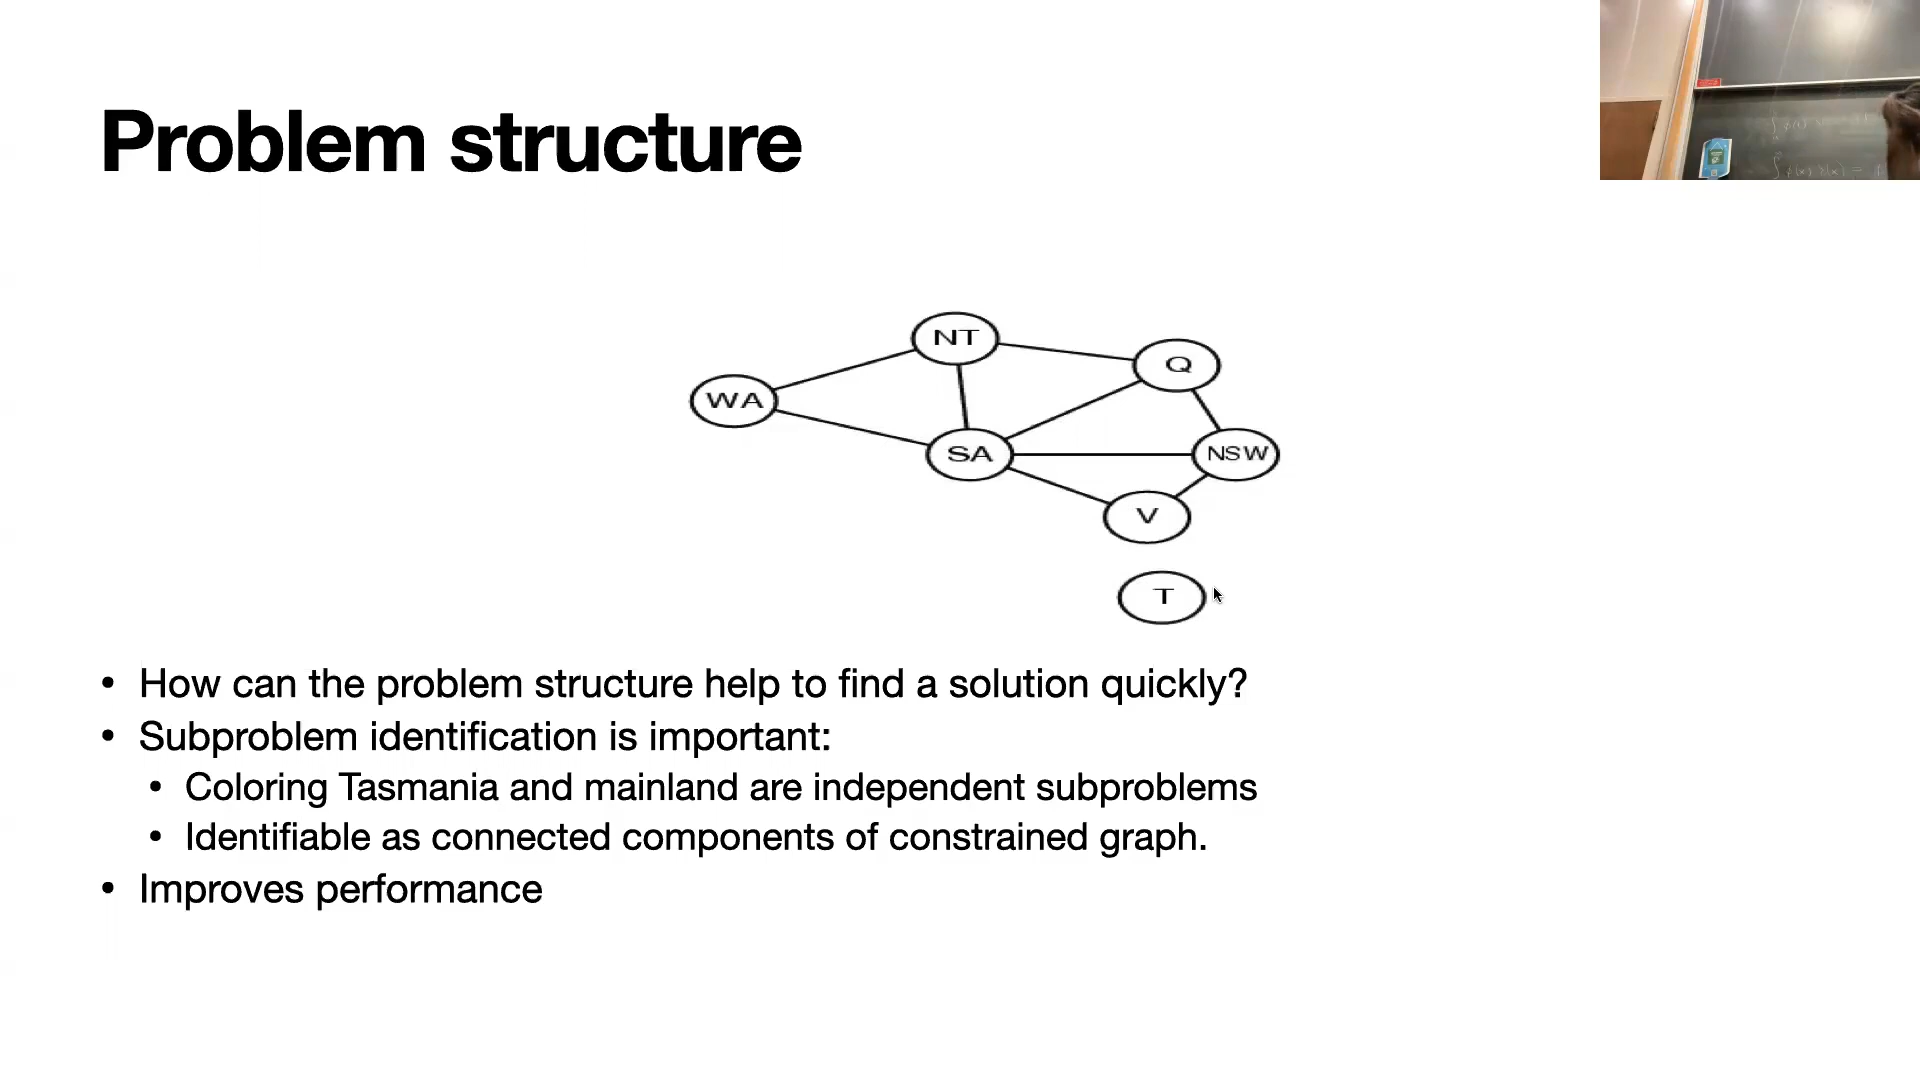 Problem structure
NT
Q
WA
SA
NSW
V
T
• How can the problem structure help to find a solution quickly?
• Subproblem identification is important:
• Coloring Tasmania and mainland are independent subproblems
• Identifiable as connected components of constrained graph.
• Improves performance